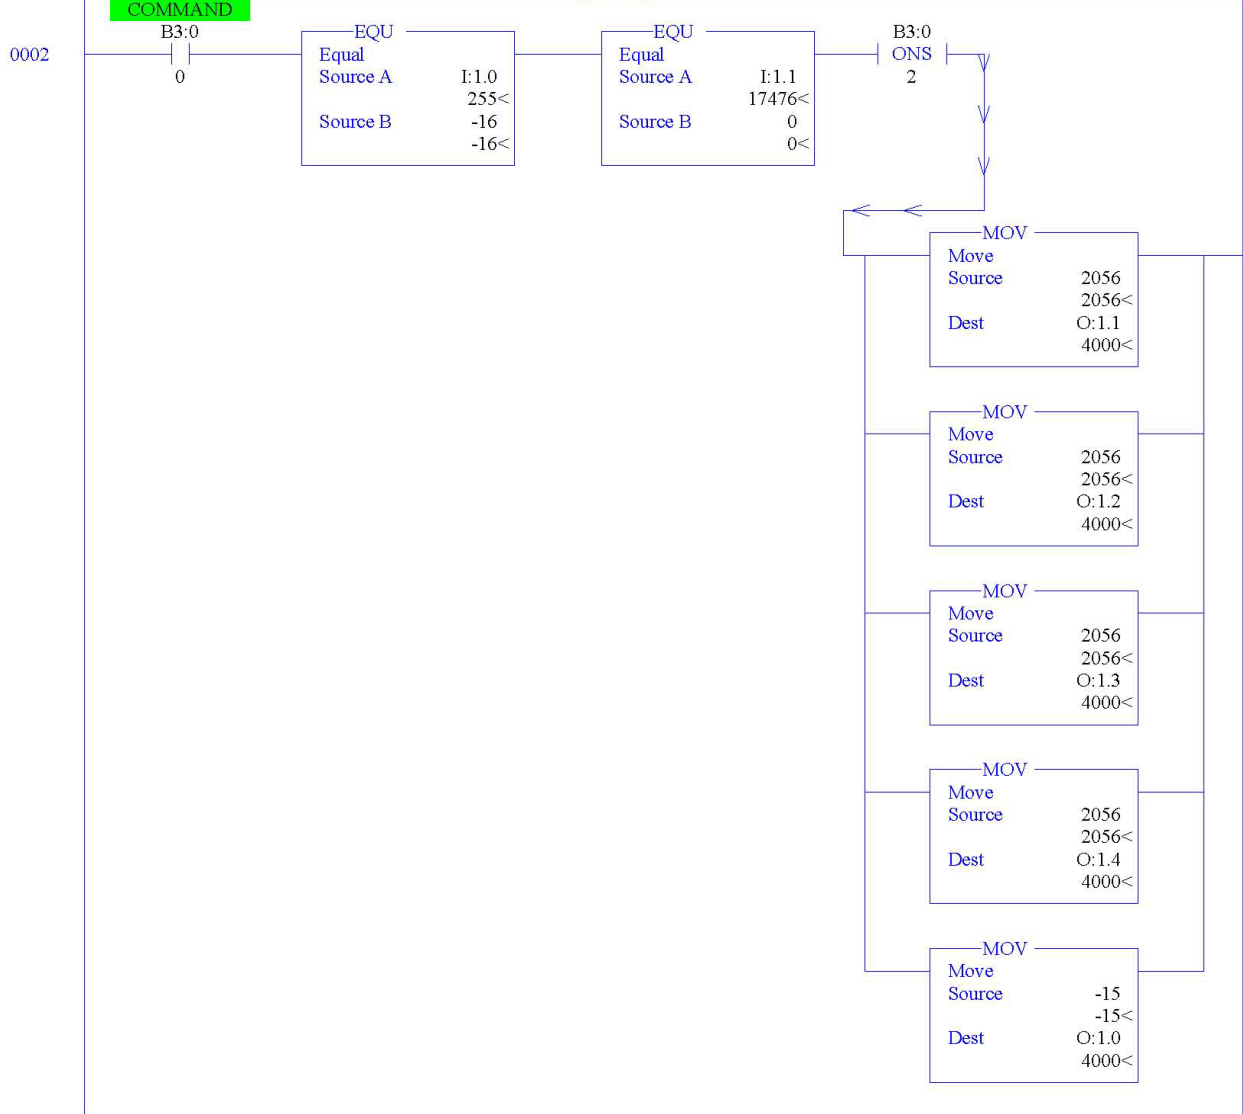 COMMAND
B3:0
EQU
EQU
B3:0
0002
Equal
Equal
ONS
0
Source A I:1.0
Source A I:1.1
2
255<
17476<
Source B -16
Source B 0
-16<
0<
MOV
Move
Source 2056
2056<
Dest O:1.1
4000<
MOV
Move
Source 2056
2056<
Dest O:1.2
4000<
MOV
Move
Source 2056
2056<
Dest O:1.3
4000<
MOV
Move
Source 2056
2056<
Dest O:1.4
4000<
MOV
Move
Source -15
-15<
Dest O:1.0
4000<